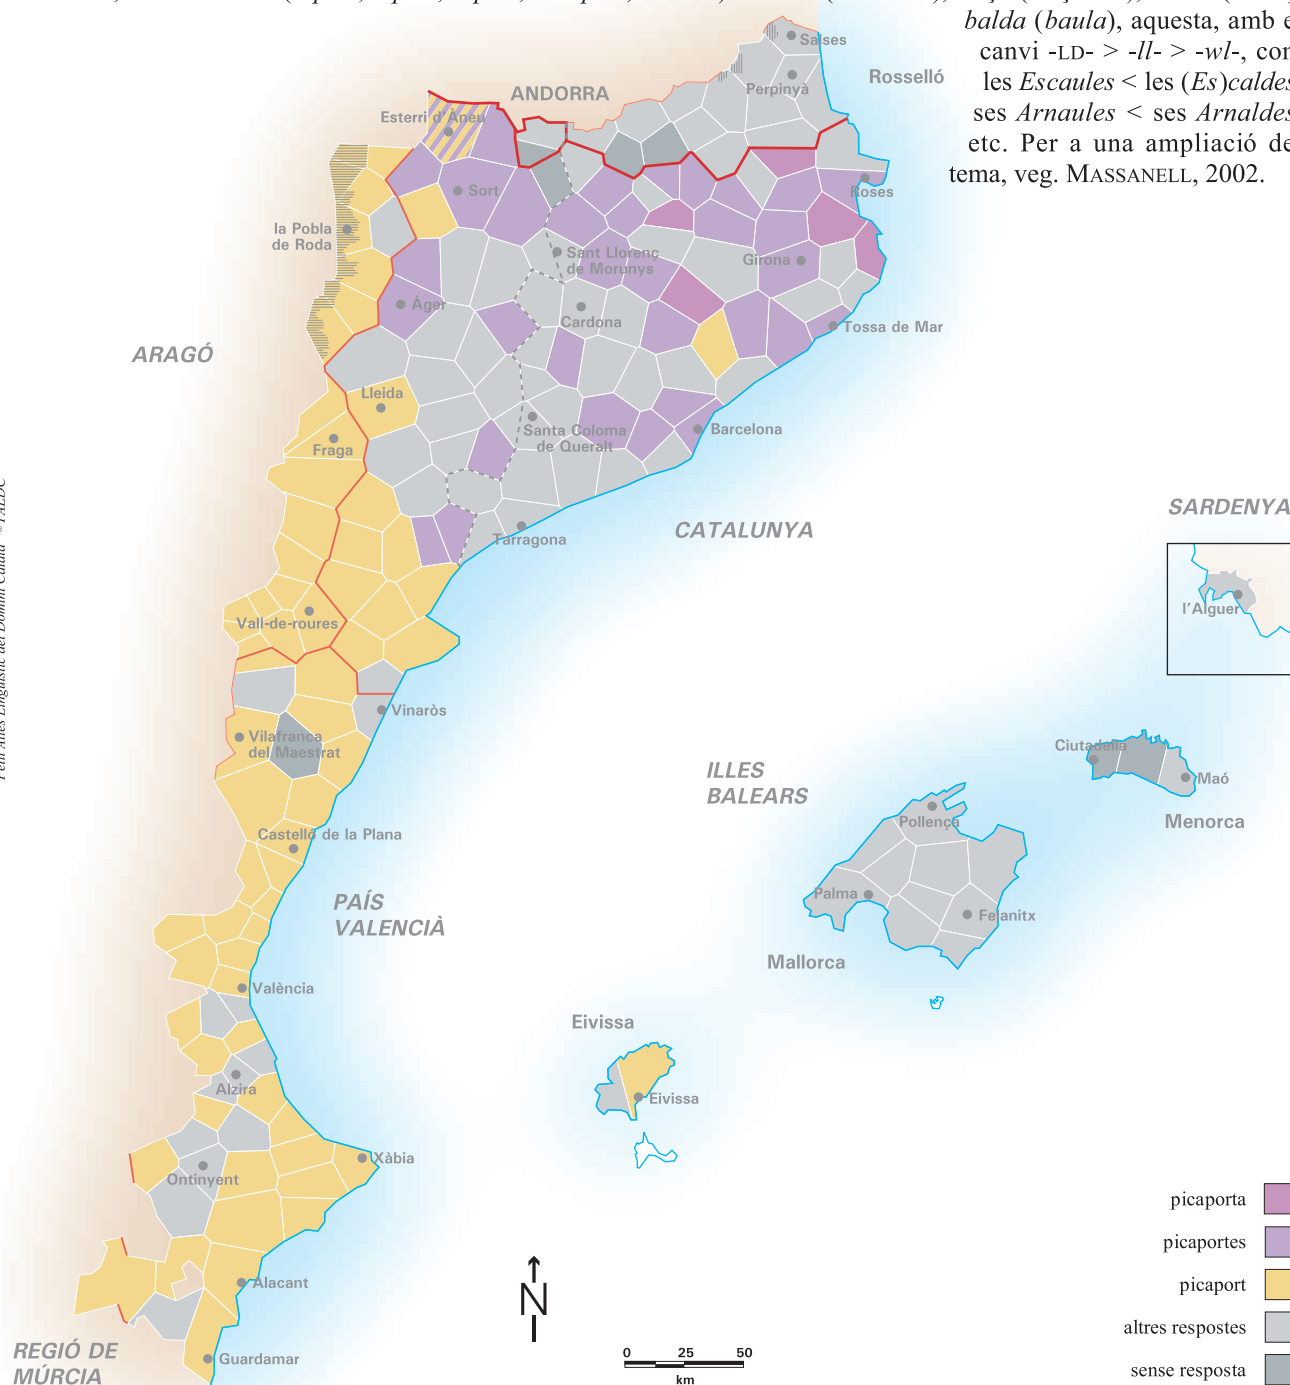 balda (baula), aquesta, amb e
canvi -LD- > -ll- > -wl-, con
les Escaules < les (Es)caldes
ses Arnaules < ses Arnaldes
etc. Per a una ampliació de
tema, veg. MASSANELL, 2002.
Salses
Perpinyà
Rosselló
ANDORRA
Esterri d'Àneu
Sort
Roses
la Pobla
de Roda
Sant Llorenç
de Morunys
Girona
Àger
Cardona
Tossa de Mar
ARAGÓ
Lleida
Fraga
Santa Coloma
de Queralt
Barcelona
Tarragona
CATALUNYA
SARDENYA
l'Alguer
Vall-de-roures
Vinaròs
Vilafranca
del Maestrat
Ciutadella
Maó
Menorca
ILLES
BALEARS
Pollença
Castelló de la Plana
Palma
Felanitx
Mallorca
PAÍS
VALENCIÀ
València
Eivissa
Eivissa
Alzira
Xàbia
Ontinyent
Alacant
Guardamar
REGIÓ DE
MÚRCIA
N
0 25 50
km
picaporta
picaportes
picaport
altres respostes
sense resposta